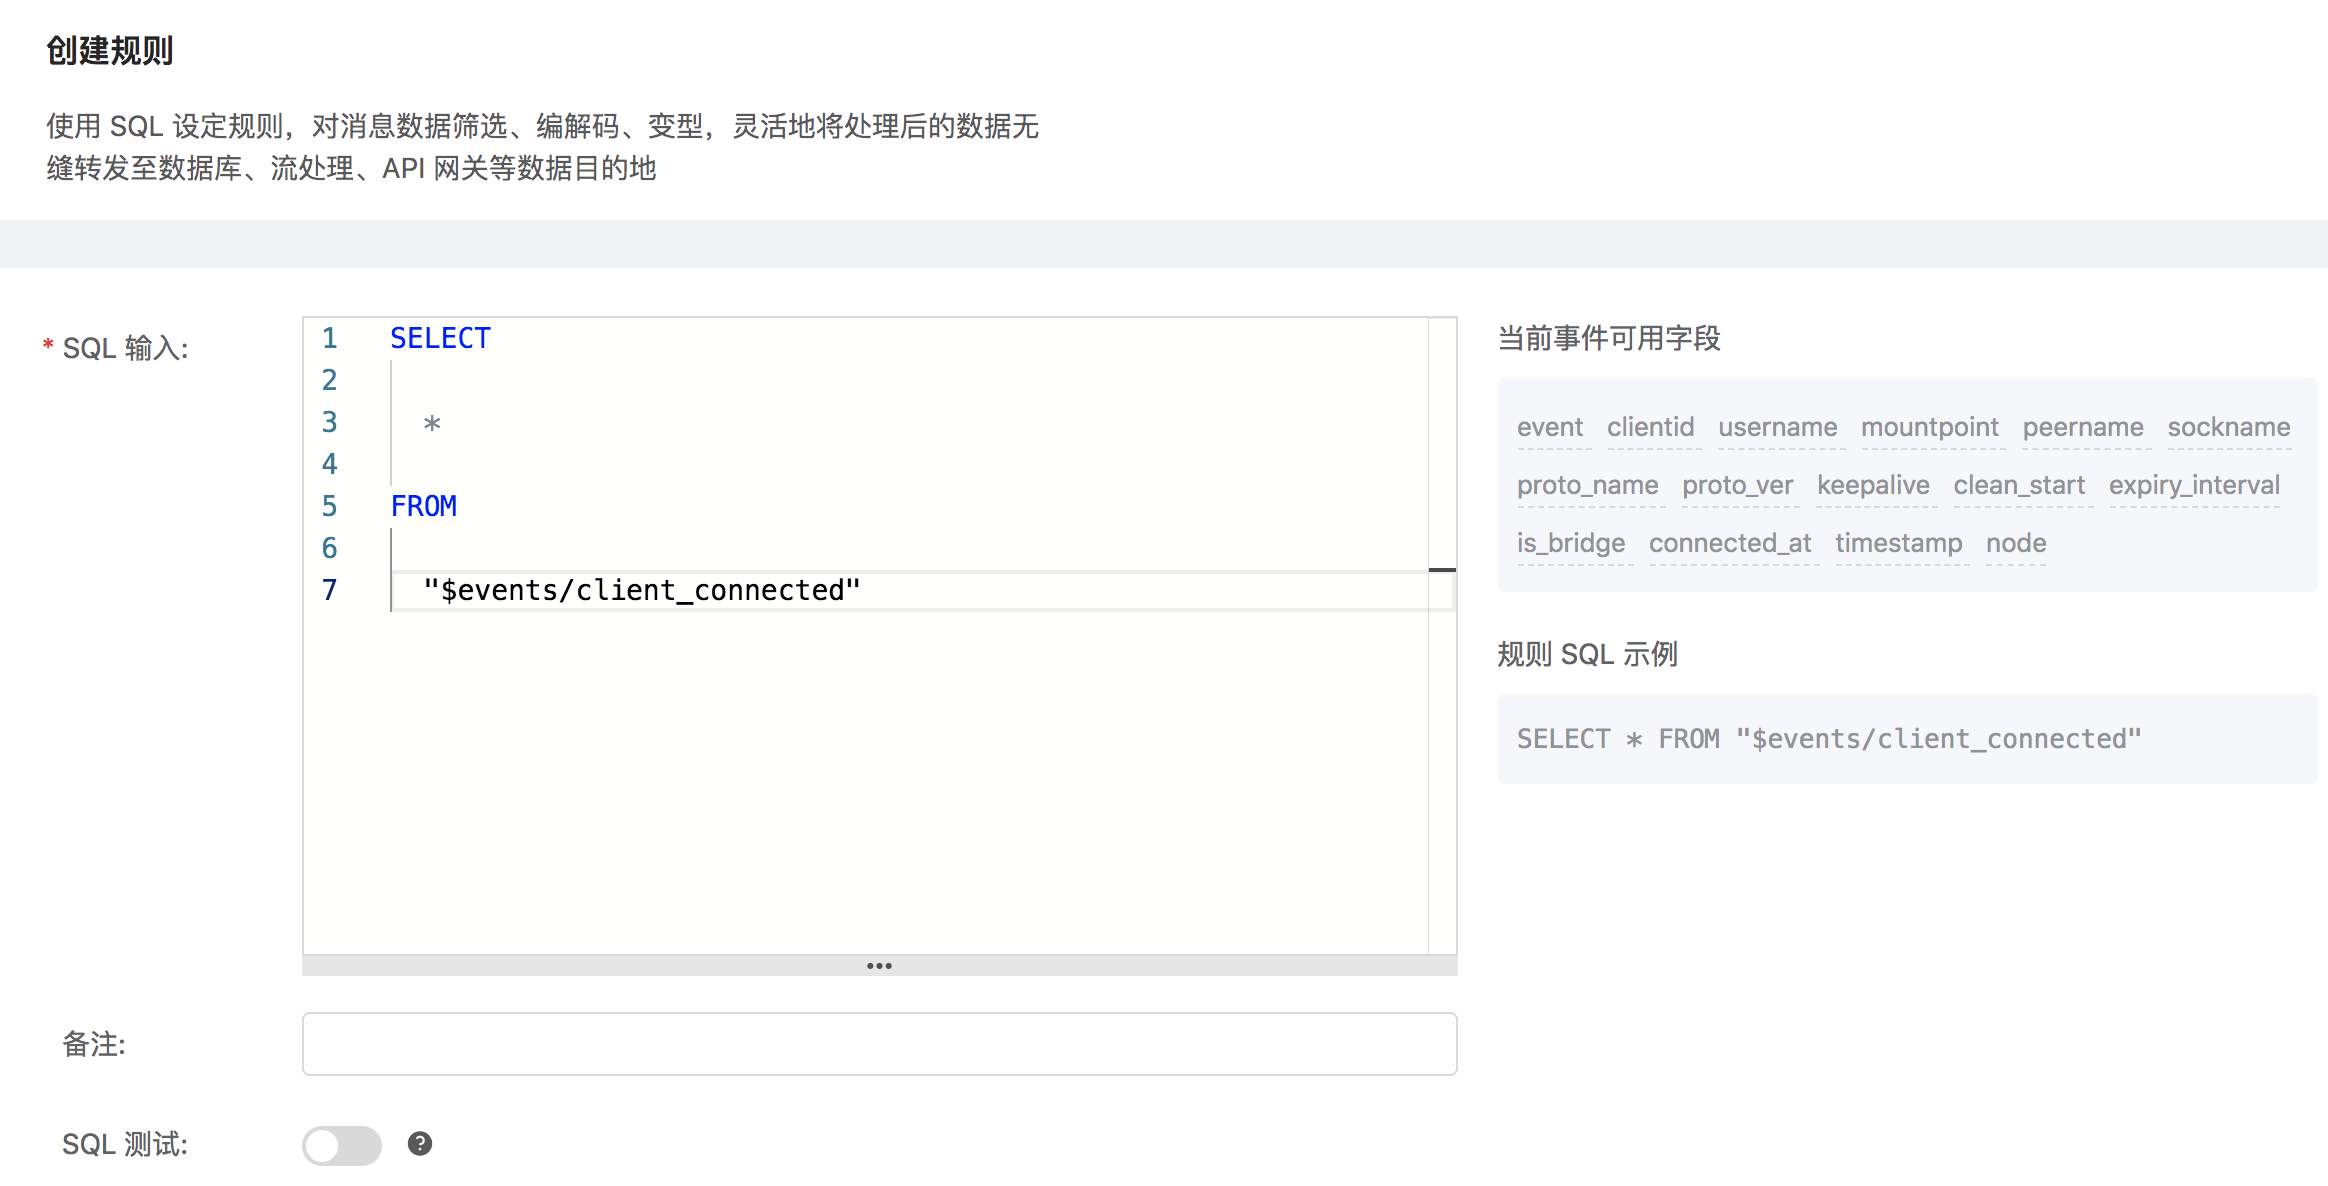 创建规则
使用 SQL 设定规则，对消息数据筛选、编解码、变型，灵活地将处理后的数据无
缝转发至数据库、流处理、API 网关等数据目的地
* SQL 输入:
1 SELECT
2
3 *
4
5 FROM
6
7 "$events/client_connected"
当前事件可用字段
event clientid username mountpoint peername sockname
proto_name proto_ver keepalive clean_start expiry_interval
is_bridge connected_at timestamp node
规则 SQL 示例
SELECT * FROM "$events/client_connected"
备注:
SQL 测试: